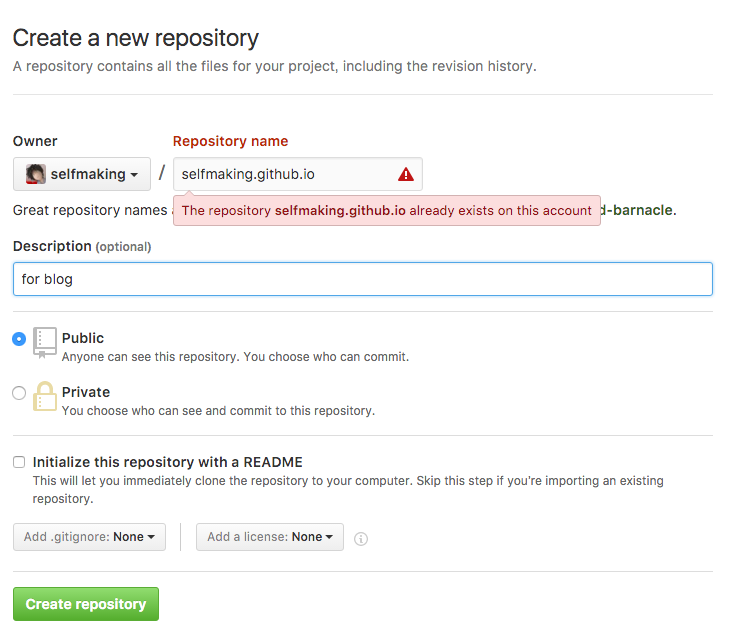 Create a new repository
A repository contains all the files for your project, including the revision history.
Owner
Repository name
selfmaking
/
selfmaking.github.io
Great repository names
d-barnacle.
The repository selfmaking.github.io already exists on this account
Description (optional)
for blog
Public
Anyone can see this repository. You choose who can commit.
Private
You choose who can see and commit to this repository.
Initialize this repository with a README
This will let you immediately clone the repository to your computer. Skip this step if you're importing an existing
repository.
Add .gitignore: None
Add a license: None
Create repository